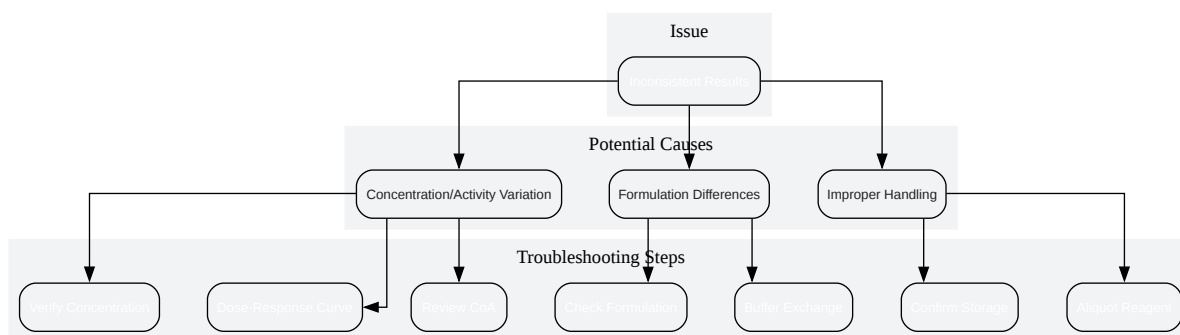 Issue
Inconsistent Results
Potential Causes
Concentration/Activity Variation
Formulation Differences
Improper Handling
Troubleshooting Steps
Verify Concentration
Dose-Response Curve
Review CoA
Check Formulation
Buffer Exchange
Confirm Storage
Aliquot Reagent